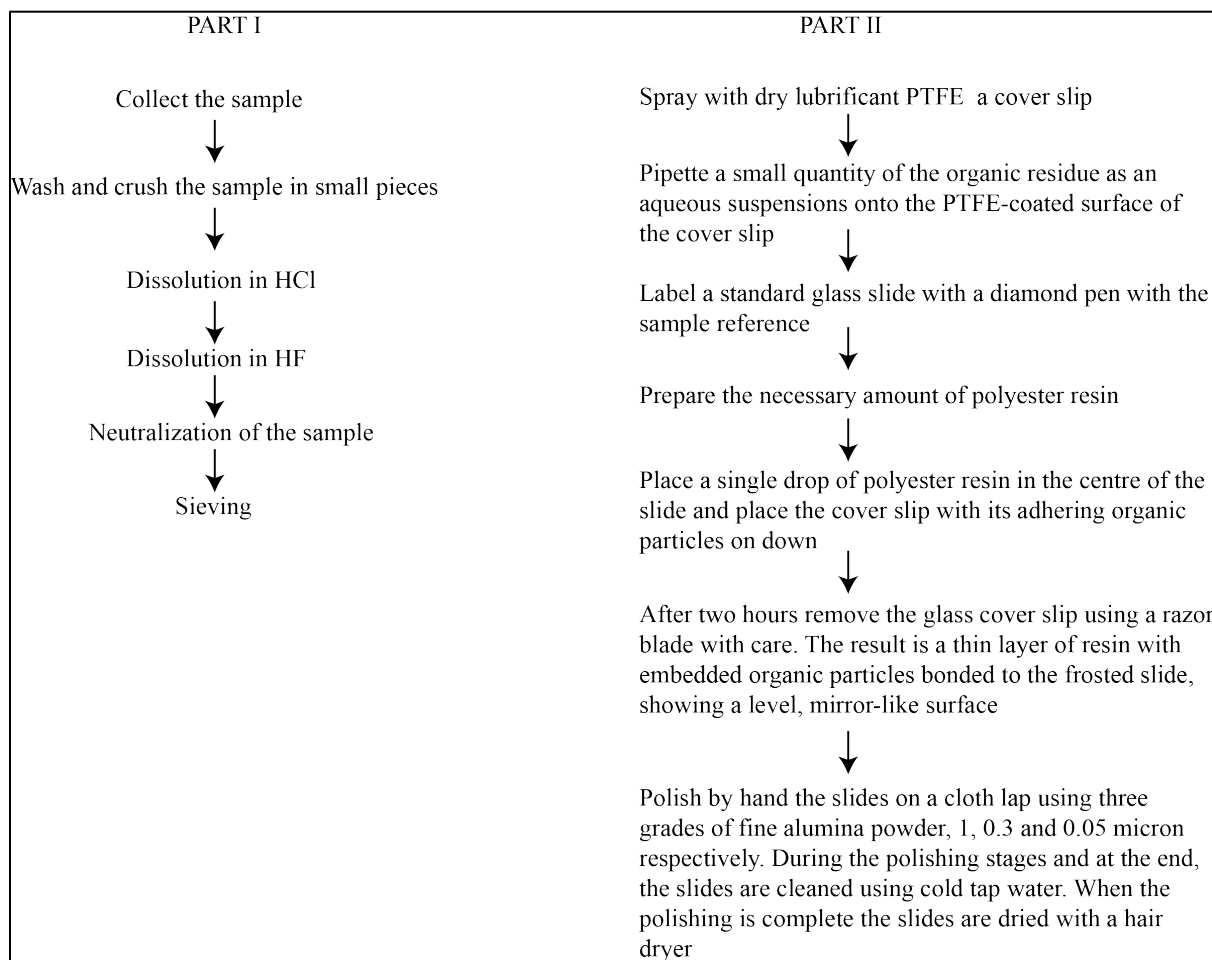 PART I
Collect the sample
Wash and crush the sample in small pieces
Dissolution in HCl
Dissolution in HF
Neutralization of the sample
Sieving
PART II
Spray with dry lubrificant PTFE a cover slip
Pipette a small quantity of the organic residue as an
aqueous suspensions onto the PTFE-coated surface of
the cover slip
Label a standard glass slide with a diamond pen with the
sample reference
Prepare the necessary amount of polyester resin
Place a single drop of polyester resin in the centre of the
slide and place the cover slip with its adhering organic
particles on down
After two hours remove the glass cover slip using a razor
blade with care. The result is a thin layer of resin with
embedded organic particles bonded to the frosted slide,
showing a level, mirror-like surface
Polish by hand the slides on a cloth lap using three
grades of fine alumina powder, 1, 0.3 and 0.05 micron
respectively. During the polishing stages and at the end,
the slides are cleaned using cold tap water. When the
polishing is complete the slides are dried with a hair
dryer